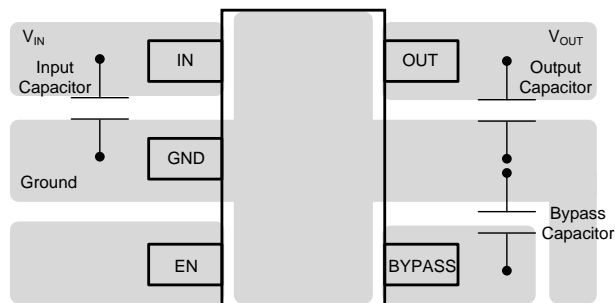 VIN
IN
OUT
VOUT
Input
Capacitor
Output
Capacitor
GND
Ground
Bypass
Capacitor
EN
BYPASS